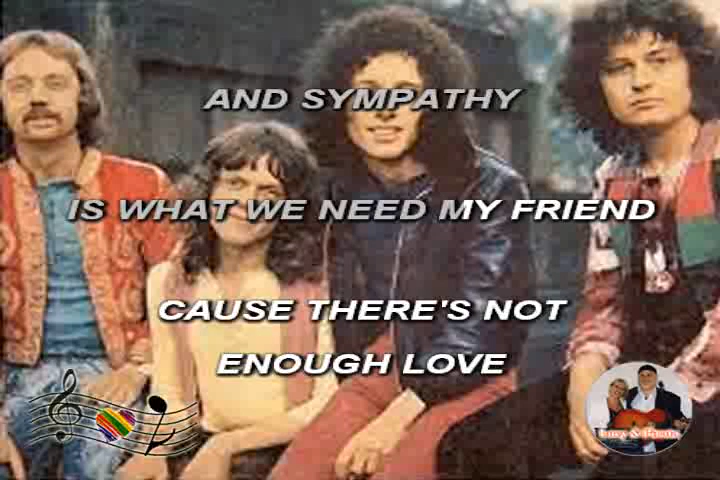 AND SYMPATHY
IS WHAT WE NEED MY FRIEND
CAUSE THERE'S NOT
ENOUGH LOVE